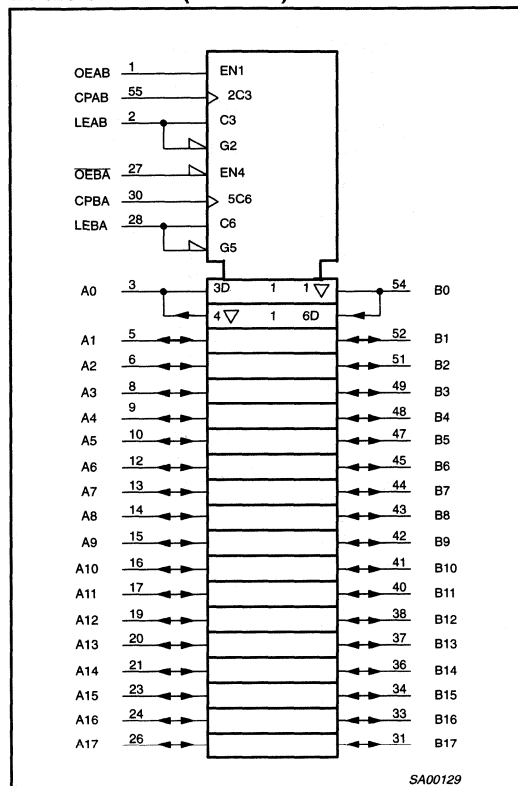 OEAB 1 EN1
CPAB 55 2C3
LEAB 2 C3
G2
OEBA 27 EN4
CPBA 30 5C6
LEBA 28 C6
G5
A0 3 3D 1 1 ▽ 54 B0
4 ▽ 1 6D
A1 5 52 B1
A2 6 51 B2
A3 8 49 B3
A4 9 48 B4
A5 10 47 B5
A6 12 45 B6
A7 13 44 B7
A8 14 43 B8
A9 15 42 B9
A10 16 41 B10
A11 17 40 B11
A12 19 38 B12
A13 20 37 B13
A14 21 36 B14
A15 23 34 B15
A16 24 33 B16
A17 26 31 B17
SA00129